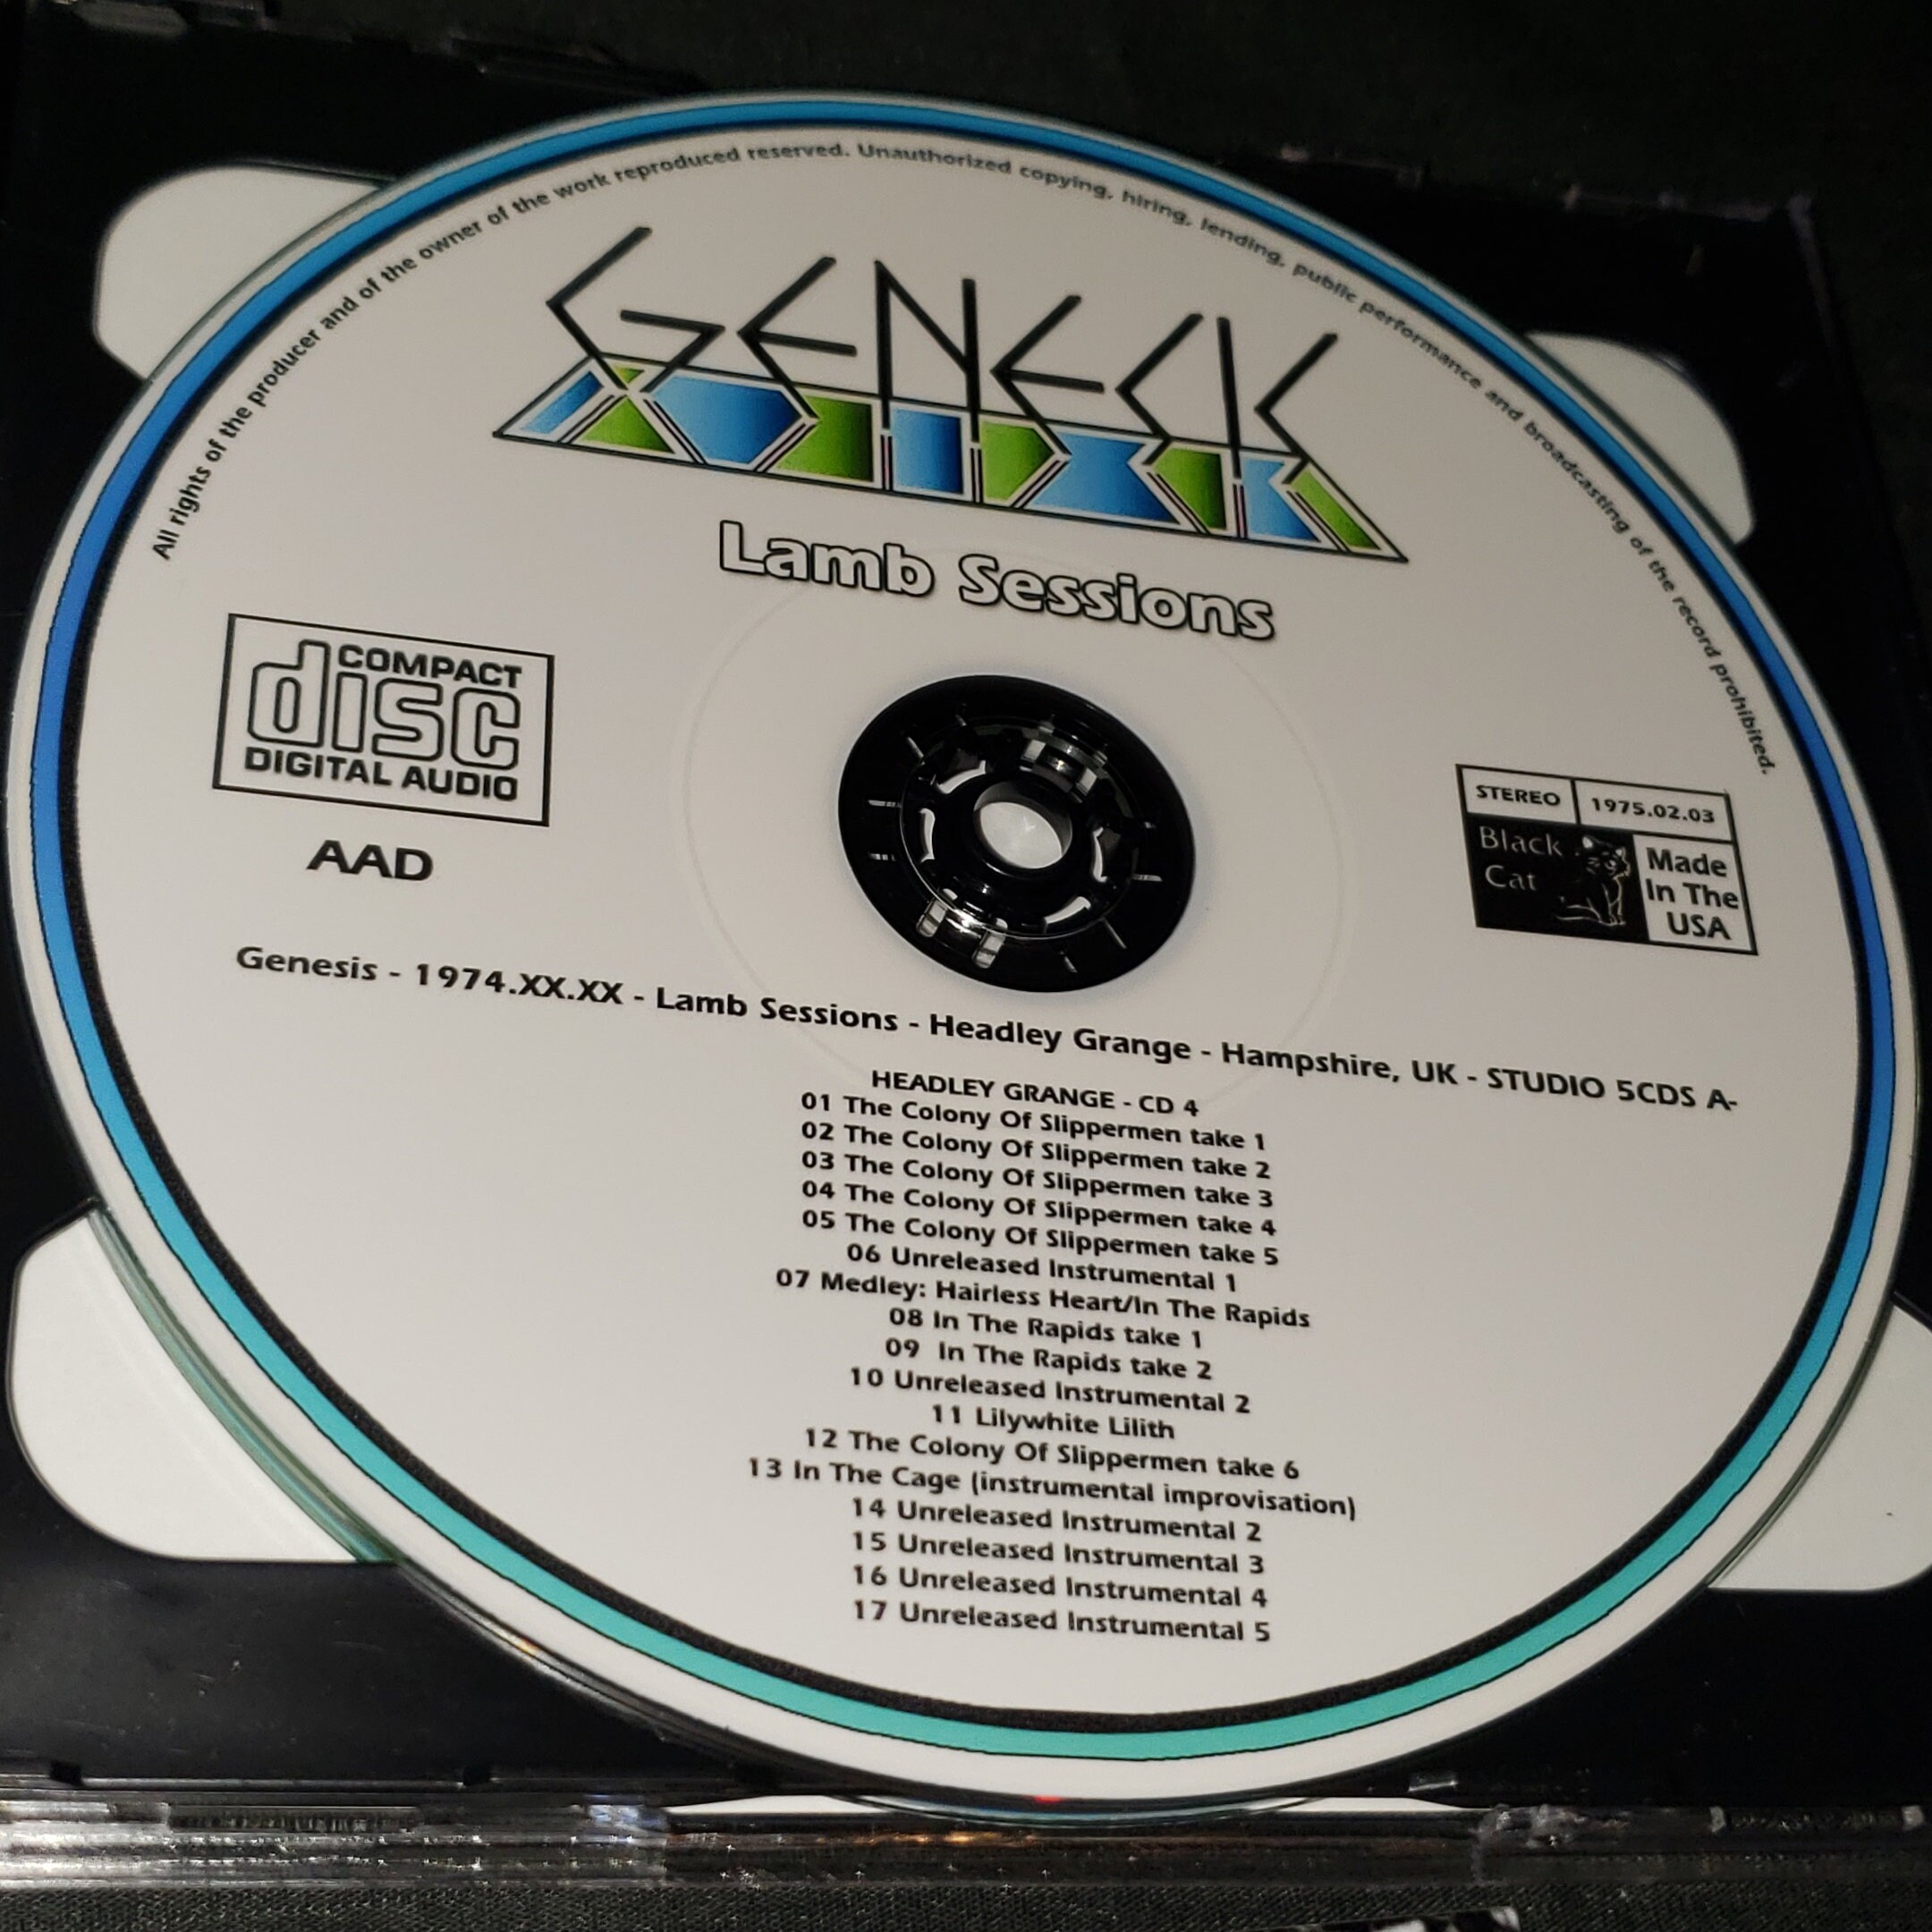 All rights of the producer and of the owner of the work reproduced reserved. Unauthorized copying, hiring, lending, public performance and broadcasting of the record prohibited.
GENESIS
Lamb Sessions
COMPACT
disc
DIGITAL AUDIO
AAD
STEREO 1975.02.03
Black Cat
Made In The USA
Genesis - 1974.XX.XX - Lamb Sessions - Headley Grange - Hampshire, UK - STUDIO 5CDS A-
HEADLEY GRANGE - CD 4
01 The Colony Of Slippermen take 1
02 The Colony Of Slippermen take 2
03 The Colony Of Slippermen take 3
04 The Colony Of Slippermen take 4
05 The Colony Of Slippermen take 5
06 Unreleased Instrumental 1
07 Medley: Hairless Heart/In The Rapids
08 In The Rapids take 1
09 In The Rapids take 2
10 Unreleased Instrumental 2
11 Lilywhite Lilith
12 The Colony Of Slippermen take 6
13 In The Cage (instrumental improvisation)
14 Unreleased Instrumental 2
15 Unreleased Instrumental 3
16 Unreleased Instrumental 4
17 Unreleased Instrumental 5